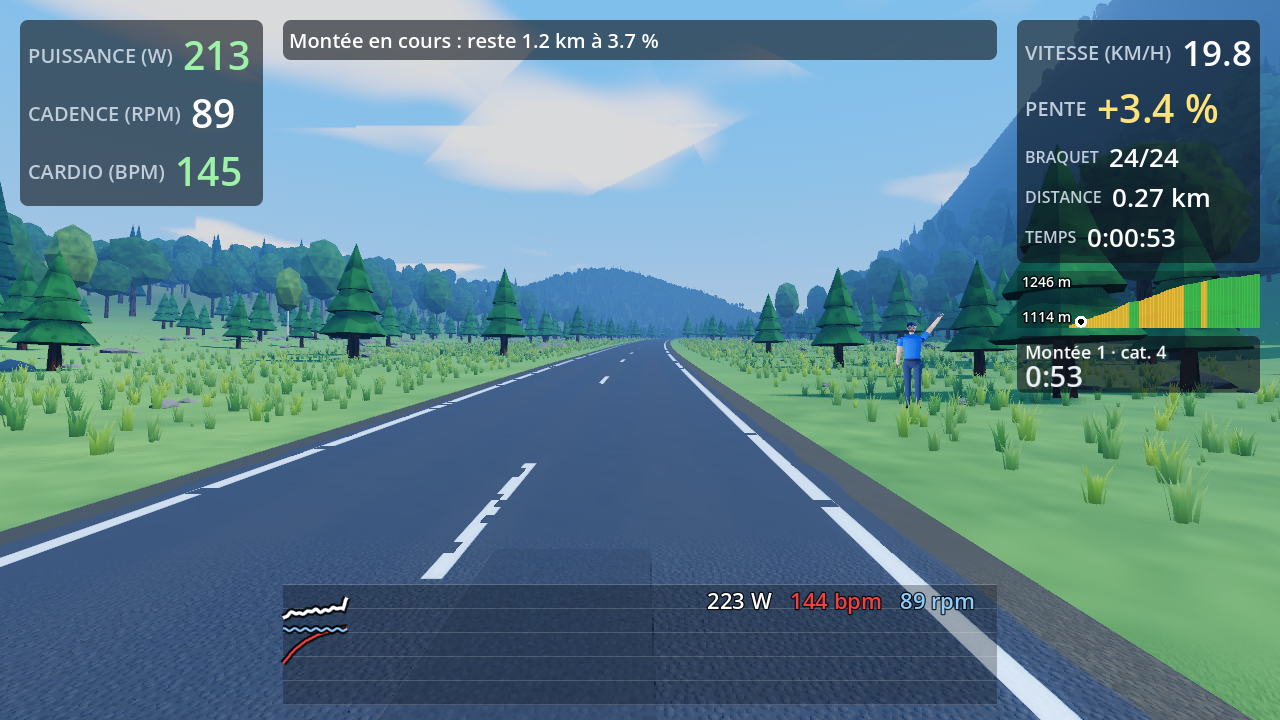 PUISSANCE (W) 213
CADENCE (RPM) 89
CARDIO (BPM) 145
Montée en cours : reste 1.2 km à 3.7 %
VITESSE (KM/H) 19.8
PENTE +3.4 %
BRAQUET 24/24
DISTANCE 0.27 km
TEMPS 0:00:53
1246 m
1114 m
Montée 1 · cat. 4
0:53
223 W 144 bpm 89 rpm